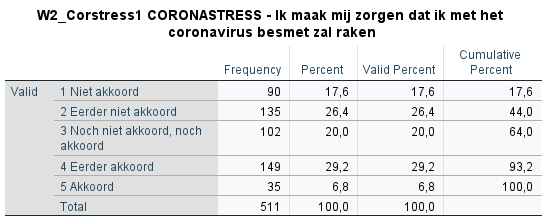 W2_Corstress1 CORONASTRESS - Ik maak mij zorgen dat ik met het
coronavirus besmet zal raken
Frequency Percent Valid Percent Cumulative Percent
Valid 1 Niet akkoord 90 17,6 17,6 17,6
2 Eerder niet akkoord 135 26,4 26,4 44,0
3 Noch niet akkoord, noch akkoord 102 20,0 20,0 64,0
4 Eerder akkoord 149 29,2 29,2 93,2
5 Akkoord 35 6,8 6,8 100,0
Total 511 100,0 100,0